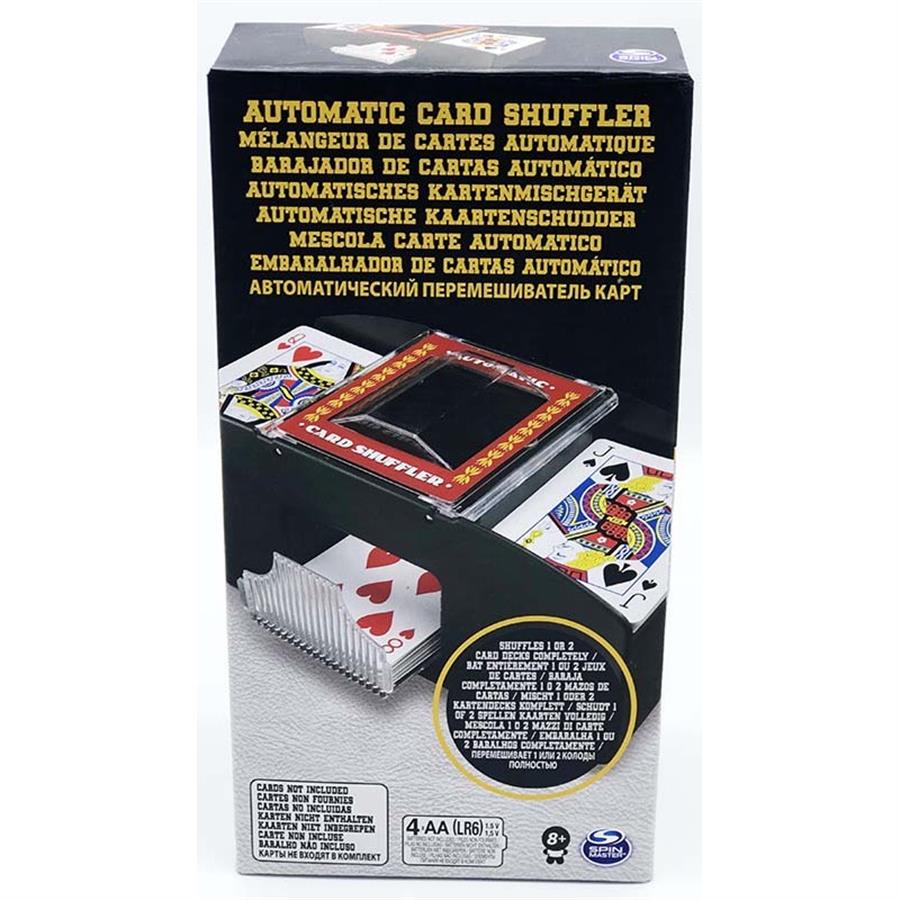 SPIN MASTER
AUTOMATIC CARD SHUFFLER
MÉLANGEUR DE CARTES AUTOMATIQUE
BARAJADOR DE CARTAS AUTOMÁTICO
AUTOMATISCHES KARTENMISCHGERÄT
AUTOMATISCHE KAARTENSCHUDDER
MESCOLA CARTE AUTOMATICO
EMBARALHADOR DE CARTAS AUTOMÁTICO
АВТОМАТИЧЕСКИЙ ПЕРЕМЕШИВАТЕЛЬ КАРТ
Q
• AUTOMATIC •
• CARD SHUFFLER •
J
J
8
SHUFFLES 1 OR 2
CARD DECKS COMPLETELY /
BAT ENTIÈREMENT 1 OU 2 JEUX
DE CARTES / BARAJA
COMPLETAMENTE 1 O 2 MAZOS DE
CARTAS / MISCHT 1 ODER 2
KARTENDECKS KOMPLETT / SCHUDT 1
OF 2 SPELLEN KAARTEN VOLLEDIG /
MESCOLA 1 O 2 MAZZI DI CARTE
COMPLETAMENTE / EMBARALHA 1 OU
2 BARALHOS COMPLETAMENTE /
ПЕРЕМЕШИВАЕТ 1 ИЛИ 2 КОЛОДЫ
ПОЛНОСТЬЮ
CARDS NOT INCLUDED
CARTES NON FOURNIES
CARTAS NO INCLUIDAS
KARTEN NICHT ENTHALTEN
KAARTEN NIET INBEGREPEN
CARTE NON INCLUSE
BARALHO NÃO INCLUSO
КАРТЫ НЕ ВХОДЯТ В КОМПЛЕКТ
4 x AA (LR6) 1.5 V
1,5 V
8+
SPIN
MASTER